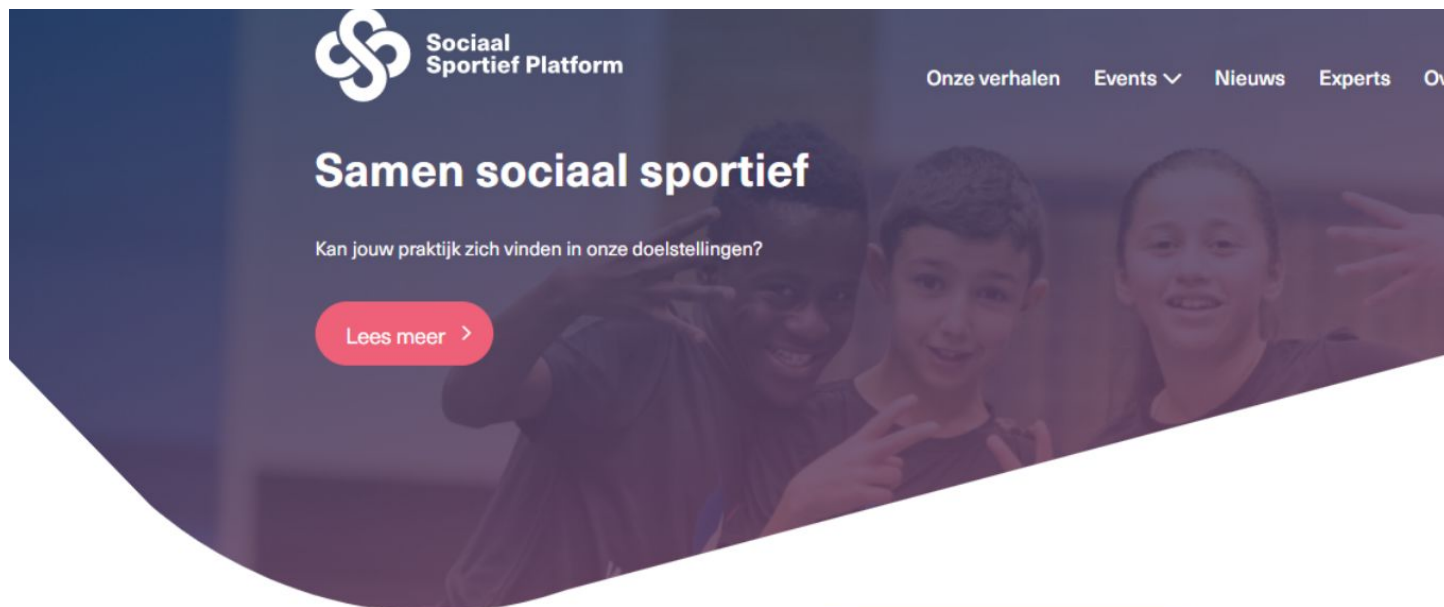 Sociaal
Sportief Platform
Onze verhalen Events Nieuws Experts Ov
Samen sociaal sportief
Kan jouw praktijk zich vinden in onze doelstellingen?
Lees meer